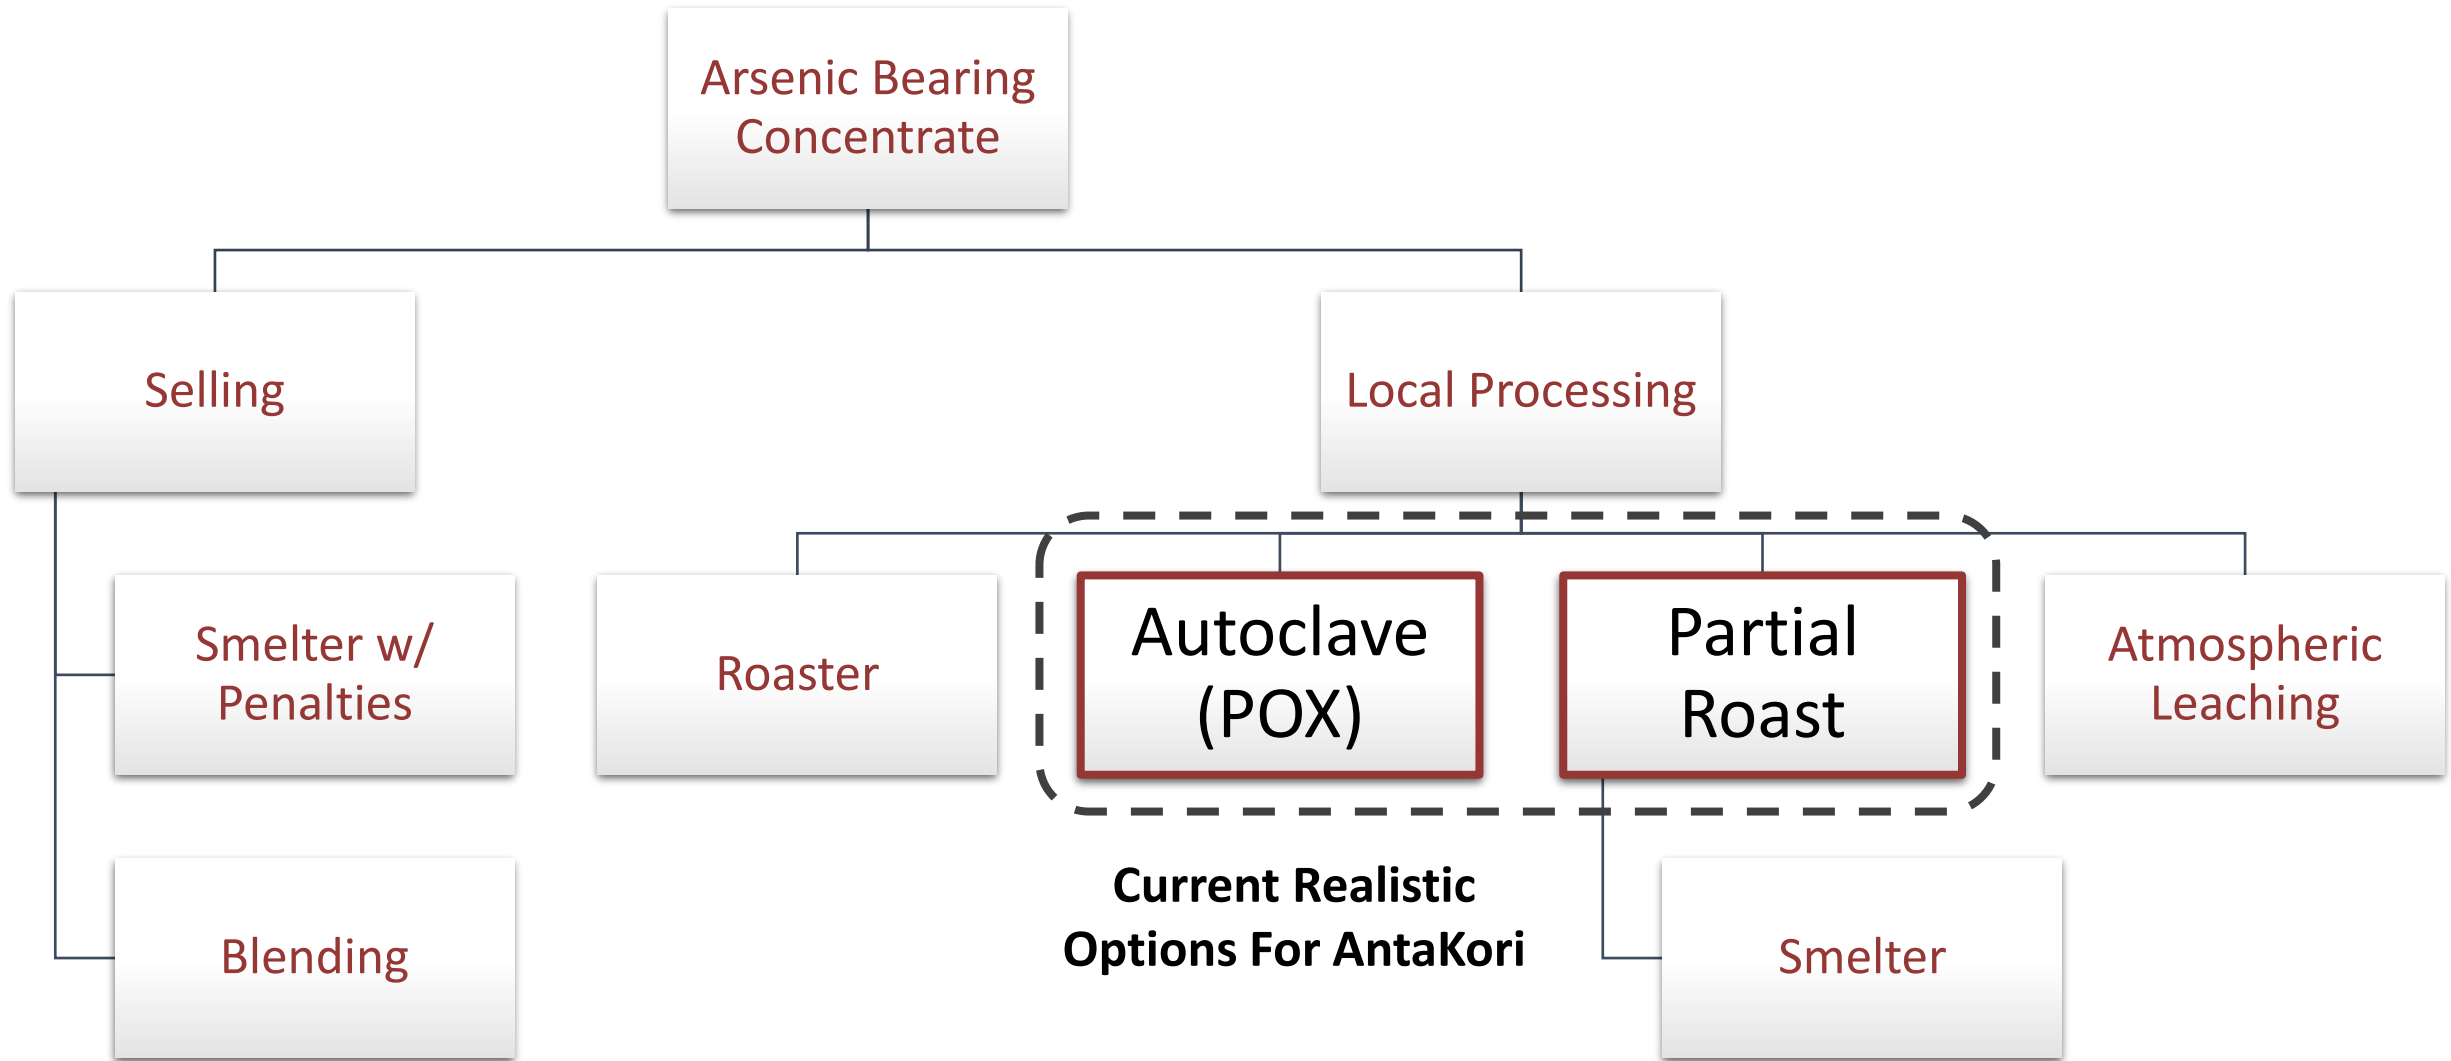 Arsenic Bearing
Concentrate
Selling
Local Processing
Smelter w/
Penalties
Roaster
Autoclave
(POX)
Partial
Roast
Atmospheric
Leaching
Blending
Current Realistic
Options For AntaKori
Smelter